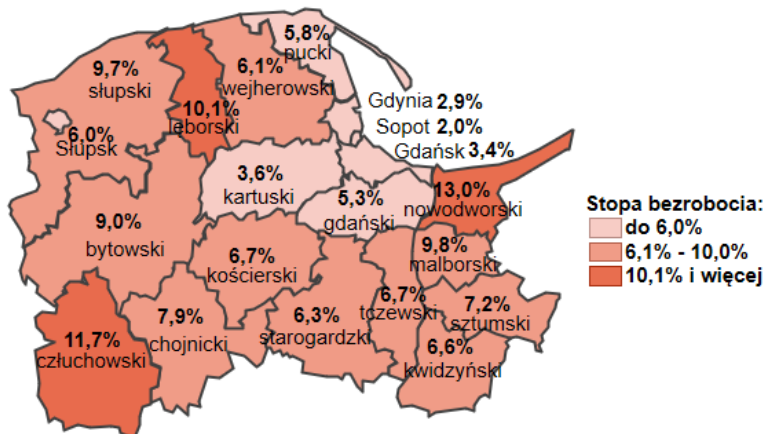 5,8%
pucki
9,7%
słupski
6,1%
wejherowski
10,1%
lęborski
Gdynia 2,9%
Sopot 2,0%
Gdańsk 3,4%
6,0%
Słupsk
3,6%
kartuski
5,3%
gdański
13,0%
nowodworski
Stopa bezrobocia:
do 6,0%
6,1% - 10,0%
10,1% i więcej
9,0%
bytowski
6,7%
kościerski
9,8%
malborski
11,7%
człuchowski
7,9%
chojnicki
6,3%
starogardzki
6,7%
tczewski
7,2%
sztumski
6,6%
kwidzyński